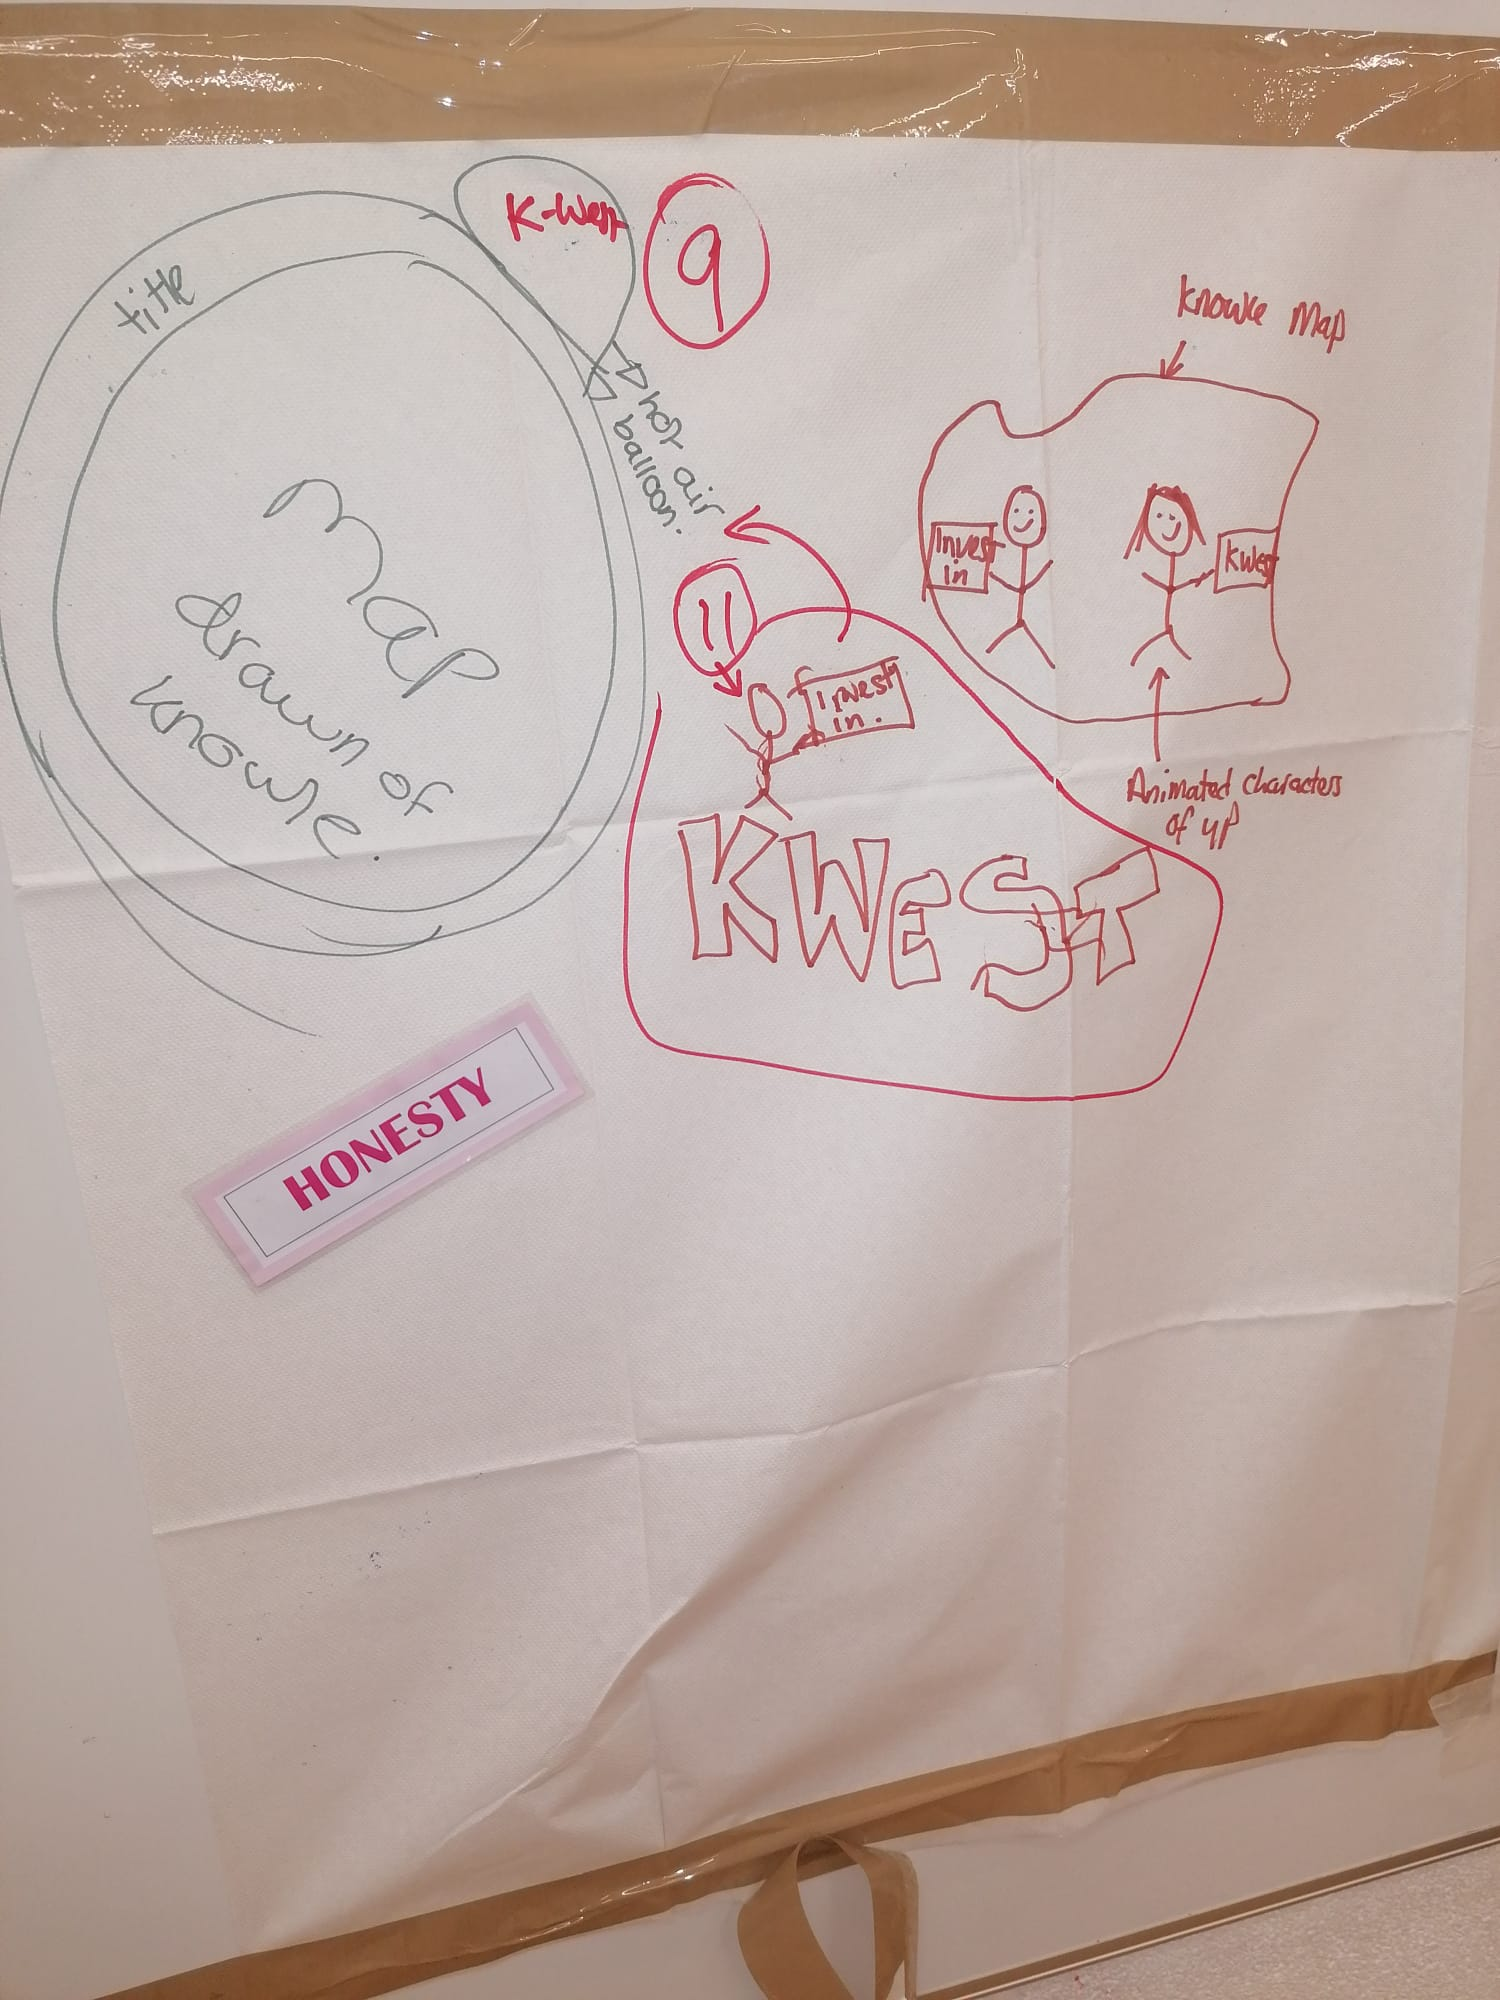 K-West
9
title
Map
drawn of
Knowle.
hot air
balloon.
Knowle Map
Invest
in
KWest
Animated characters
of yp
11
Invest
in.
KWEST
HONESTY